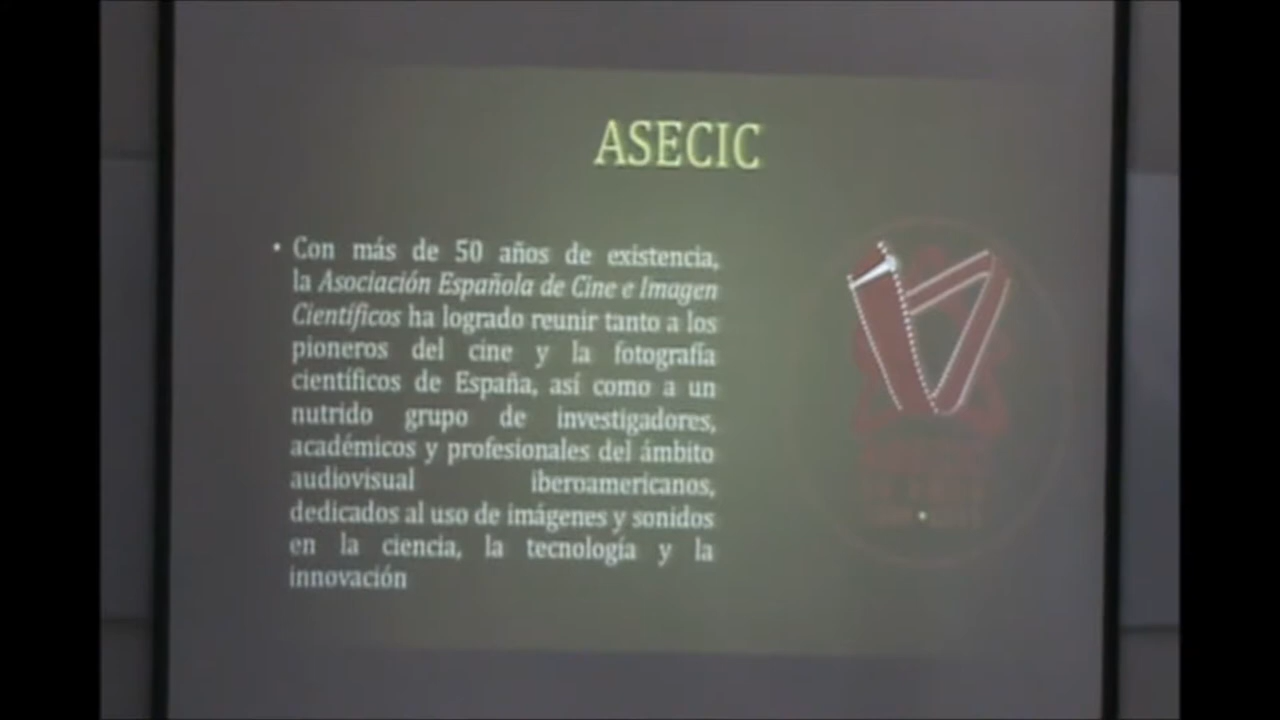 ASECIC
• Con más de 50 años de existencia,
la Asociación Española de Cine e Imagen
Científicos ha logrado reunir tanto a los
pioneros del cine y la fotografía
científicos de España, así como a un
nutrido grupo de investigadores,
académicos y profesionales del ámbito
audiovisual iberoamericanos,
dedicados al uso de imágenes y sonidos
en la ciencia, la tecnología y la
innovación